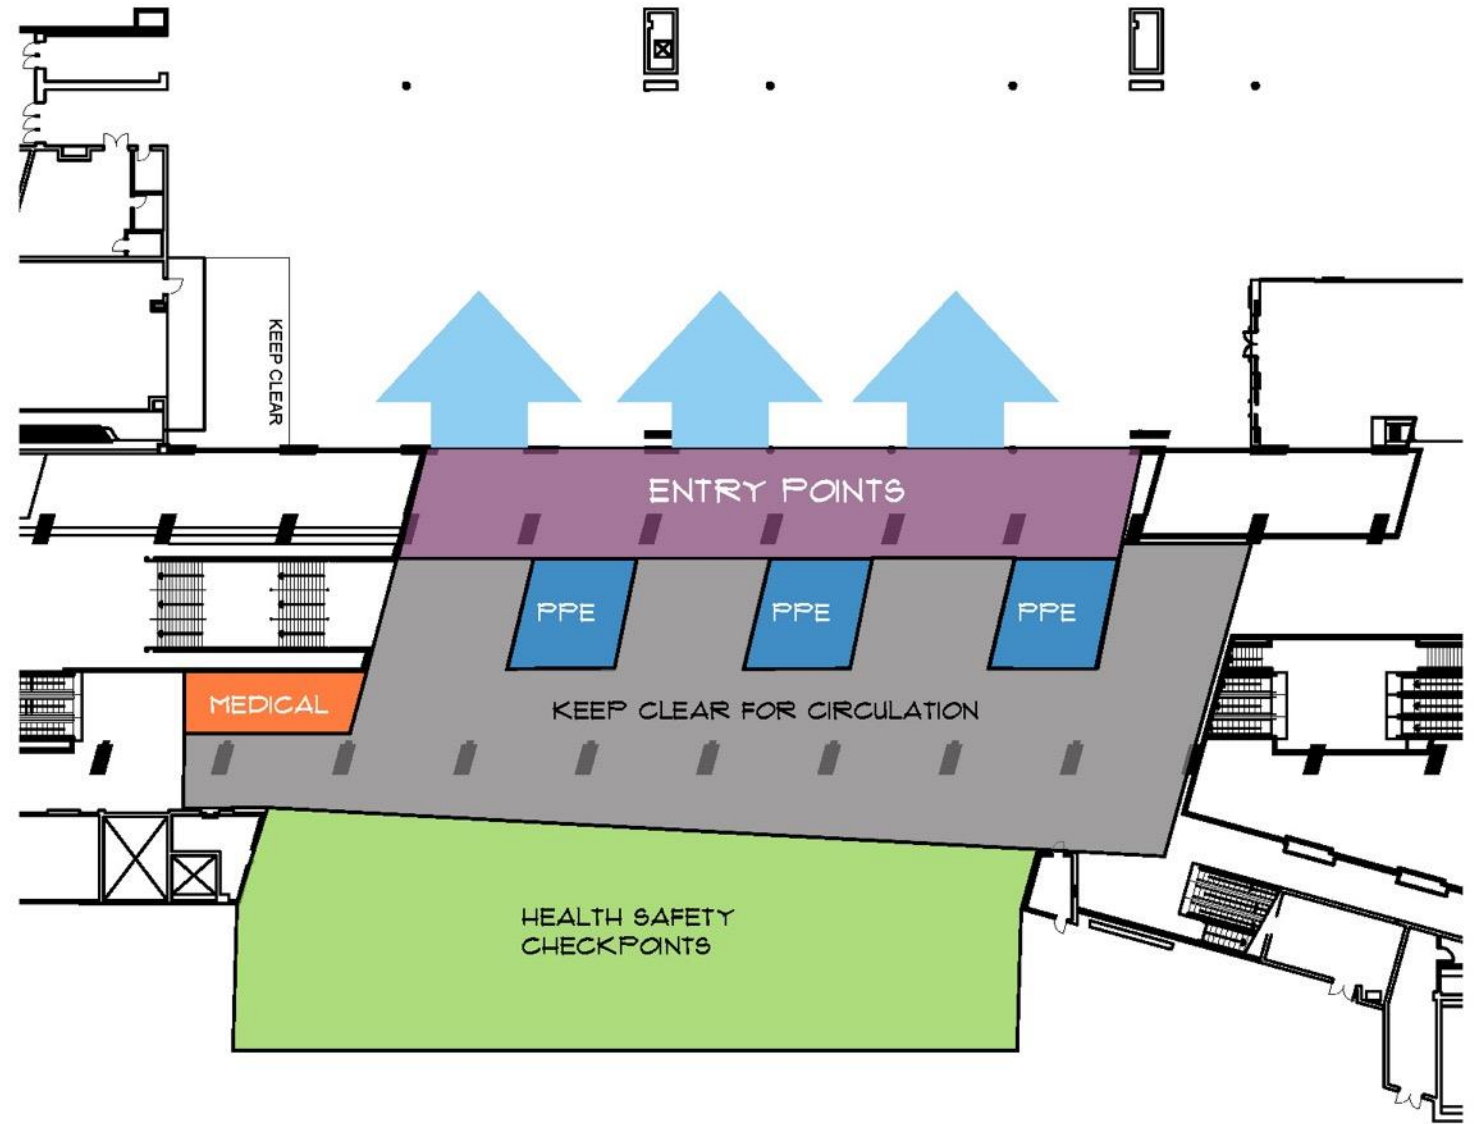 KEEP CLEAR
ENTRY POINTS
PPE
PPE
PPE
MEDICAL
KEEP CLEAR FOR CIRCULATION
HEALTH SAFETY
CHECKPOINTS